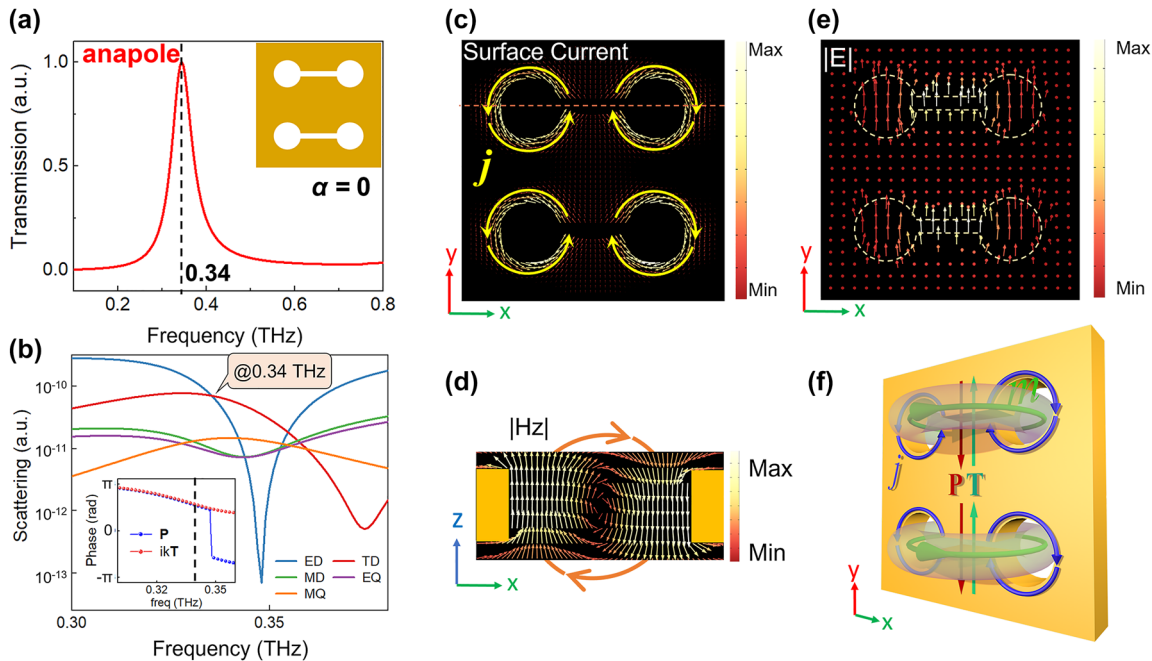 (a)
anapole
Transmission (a.u.)
1.0
0.5
0.0
α = 0
0.34
0.2
0.4
0.6
0.8
Frequency (THz)
(b)
@0.34 THz
Scattering (a.u.)
10⁻¹⁰
10⁻¹¹
10⁻¹²
10⁻¹³
Phase (rad)
π
0
−π
P
ikT
0.32
0.35
freq (THz)
ED
TD
MD
EQ
MQ
0.30
0.35
Frequency (THz)
(c)
Surface Current
j
Max
Min
y
x
(d)
|Hz|
Max
Min
z
x
(e)
|E|
Max
Min
y
x
(f)
m
j
P T
y
x